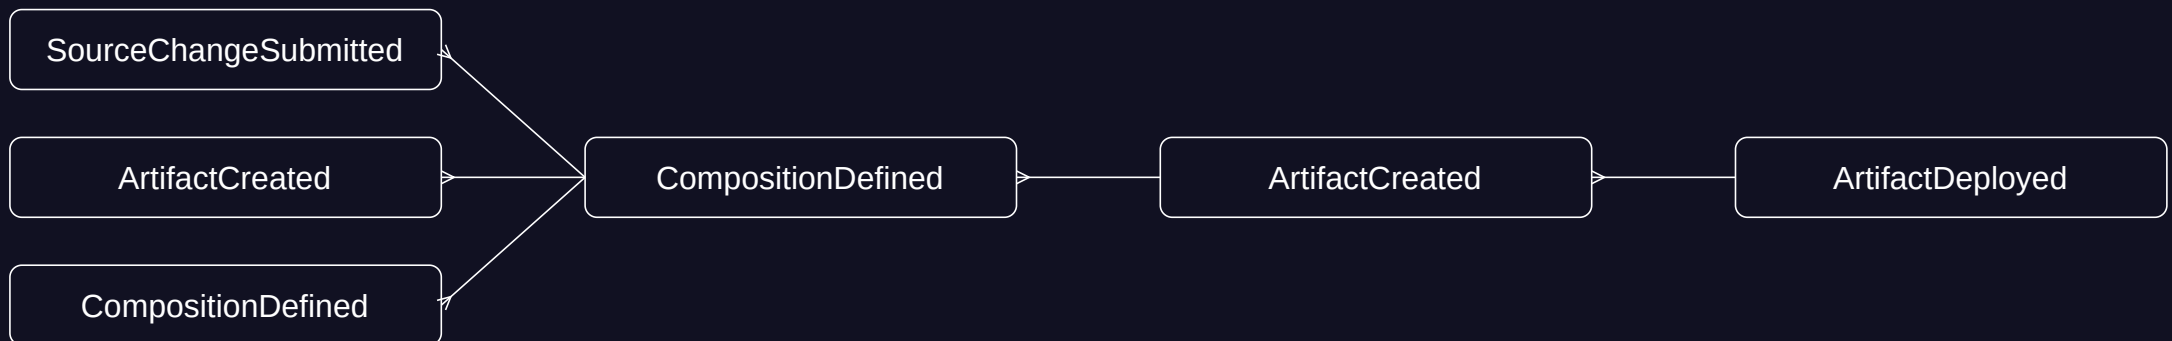 SourceChangeSubmitted
ArtifactCreated
CompositionDefined
CompositionDefined
ArtifactCreated
ArtifactDeployed